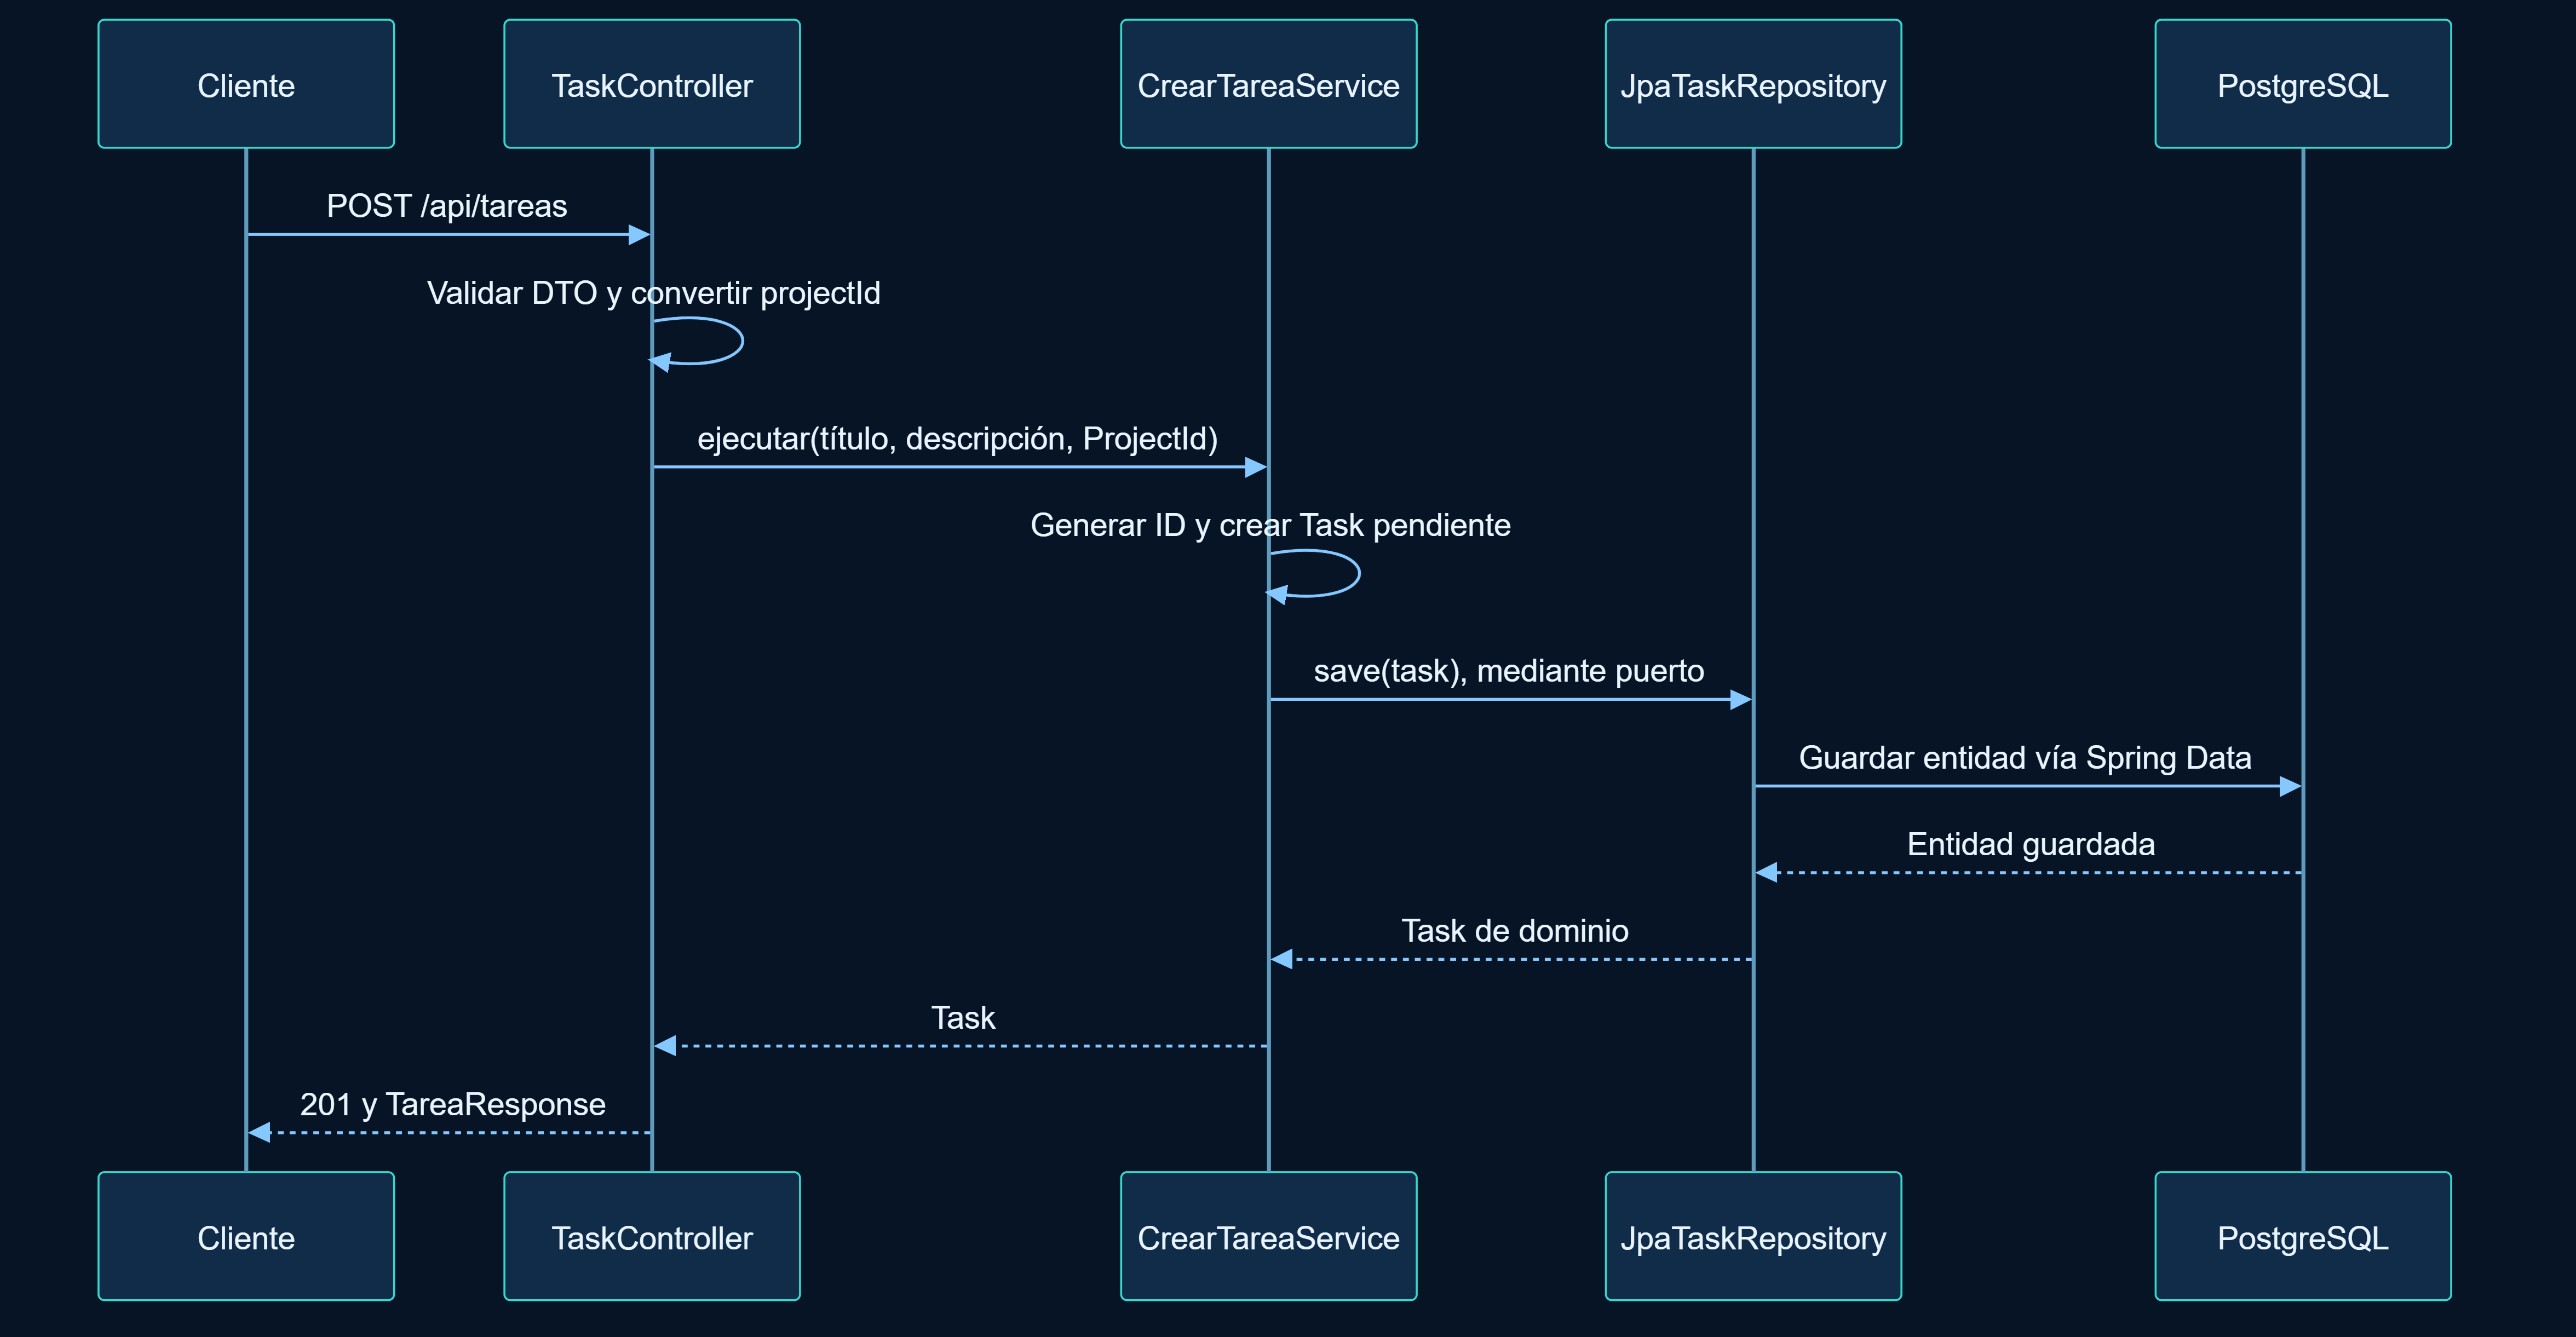 Cliente
TaskController
CrearTareaService
JpaTaskRepository
PostgreSQL
POST /api/tareas
Validar DTO y convertir projectId
ejecutar(título, descripción, ProjectId)
Generar ID y crear Task pendiente
save(task), mediante puerto
Guardar entidad vía Spring Data
Entidad guardada
Task de dominio
Task
201 y TareaResponse
Cliente
TaskController
CrearTareaService
JpaTaskRepository
PostgreSQL